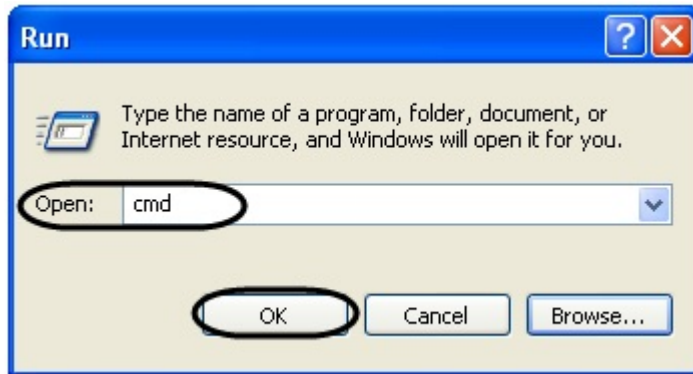 Run
Type the name of a program, folder, document, or
Internet resource, and Windows will open it for you.
Open: cmd
OK Cancel Browse...